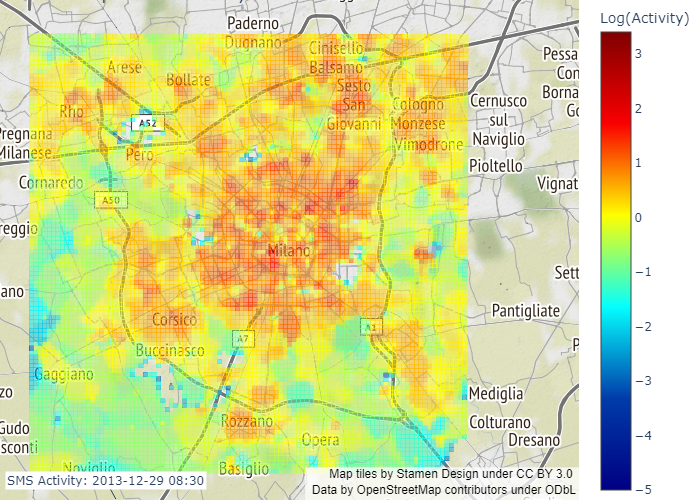 Log(Activity)
Paderno
Dugnano
Cinisello
Balsamo
Arese
Bollate
Sesto
San
Giovanni
Rho
Cologno
Monzese
Vimodrone
Cernusco
sul
Naviglio
Pessa
Con
Borna
Go
A52
Pregnana
Milanese
Pero
Pioltello
Cornaredo
Vignat
A50
reggio
Milano
Sett
ano
Pantigliate
Corsico
A1
A7
P
Buccinasco
Gaggiano
zo
Mediglia
Rozzano
Colturano
Gudo
sconti
Opera
Dresano
Noviglio
Basiglio
SMS Activity: 2013-12-29 08:30
Map tiles by Stamen Design under CC BY 3.0
Data by OpenStreetMap contributors under ODbL
3
2
1
0
−1
−2
−3
−4
−5